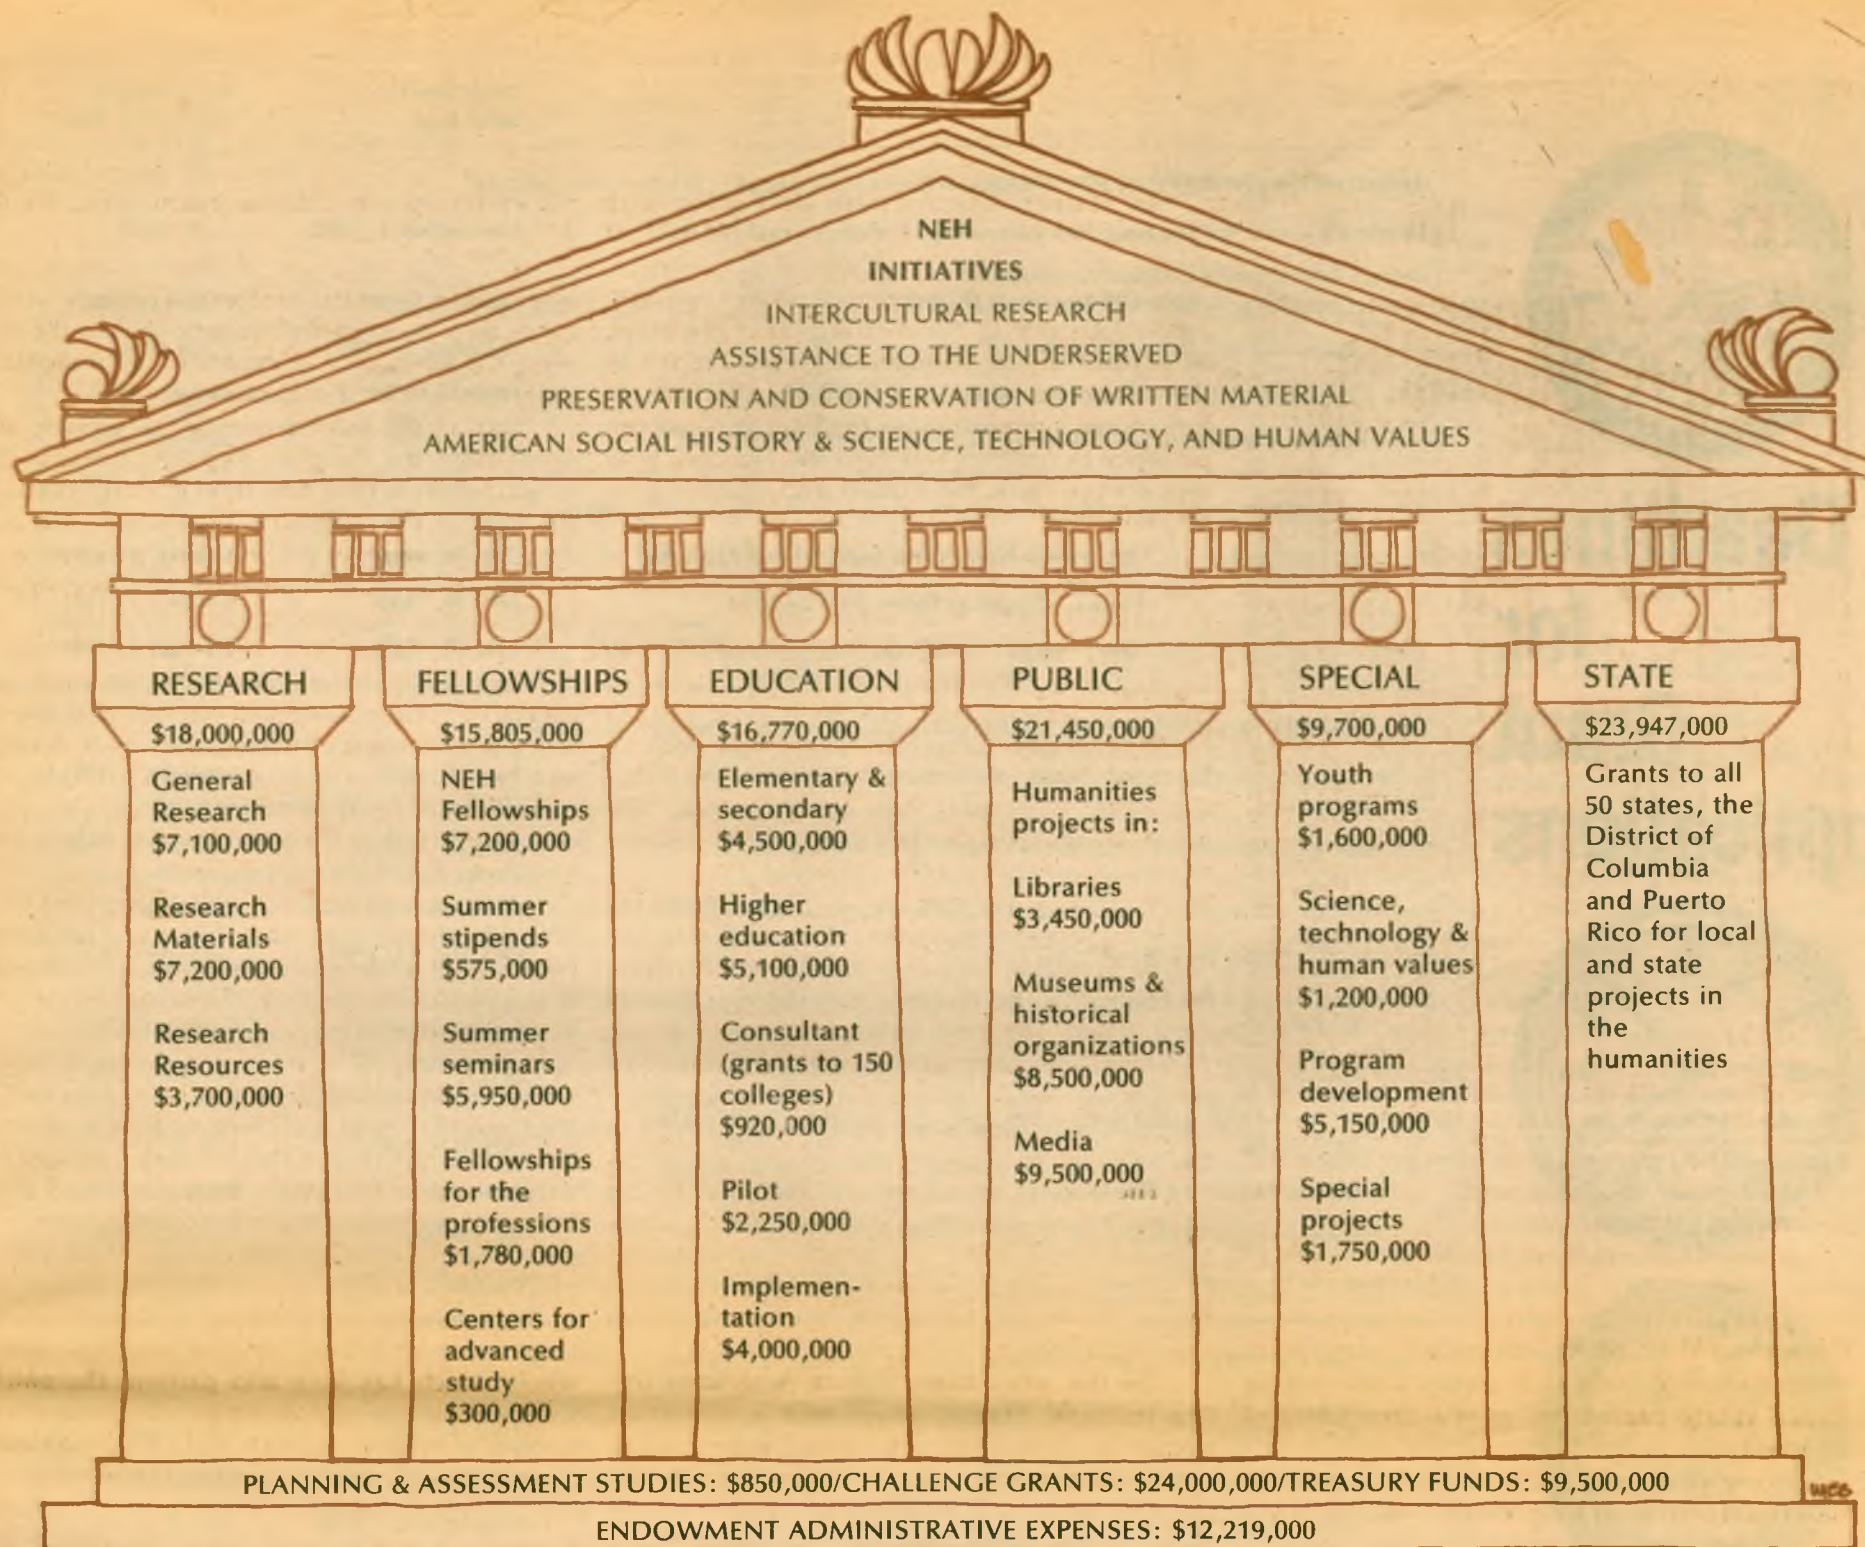 NEH
INITIATIVES
INTERCULTURAL RESEARCH
ASSISTANCE TO THE UNDERSERVED
PRESERVATION AND CONSERVATION OF WRITTEN MATERIAL
AMERICAN SOCIAL HISTORY & SCIENCE, TECHNOLOGY, AND HUMAN VALUES
RESEARCH
$18,000,000
General
Research
$7,100,000
Research
Materials
$7,200,000
Research
Resources
$3,700,000
FELLOWSHIPS
$15,805,000
NEH
Fellowships
$7,200,000
Summer
stipends
$575,000
Summer
seminars
$5,950,000
Fellowships
for the
professions
$1,780,000
Centers for
advanced
study
$300,000
EDUCATION
$16,770,000
Elementary &
secondary
$4,500,000
Higher
education
$5,100,000
Consultant
(grants to 150
colleges)
$920,000
Pilot
$2,250,000
Implemen-
tation
$4,000,000
PUBLIC
$21,450,000
Humanities
projects in:
Libraries
$3,450,000
Museums &
historical
organizations
$8,500,000
Media
$9,500,000
SPECIAL
$9,700,000
Youth
programs
$1,600,000
Science,
technology &
human values
$1,200,000
Program
development
$5,150,000
Special
projects
$1,750,000
STATE
$23,947,000
Grants to all
50 states, the
District of
Columbia
and Puerto
Rico for local
and state
projects in
the
humanities
PLANNING & ASSESSMENT STUDIES: $850,000/CHALLENGE GRANTS: $24,000,000/TREASURY FUNDS: $9,500,000
ENDOWMENT ADMINISTRATIVE EXPENSES: $12,219,000